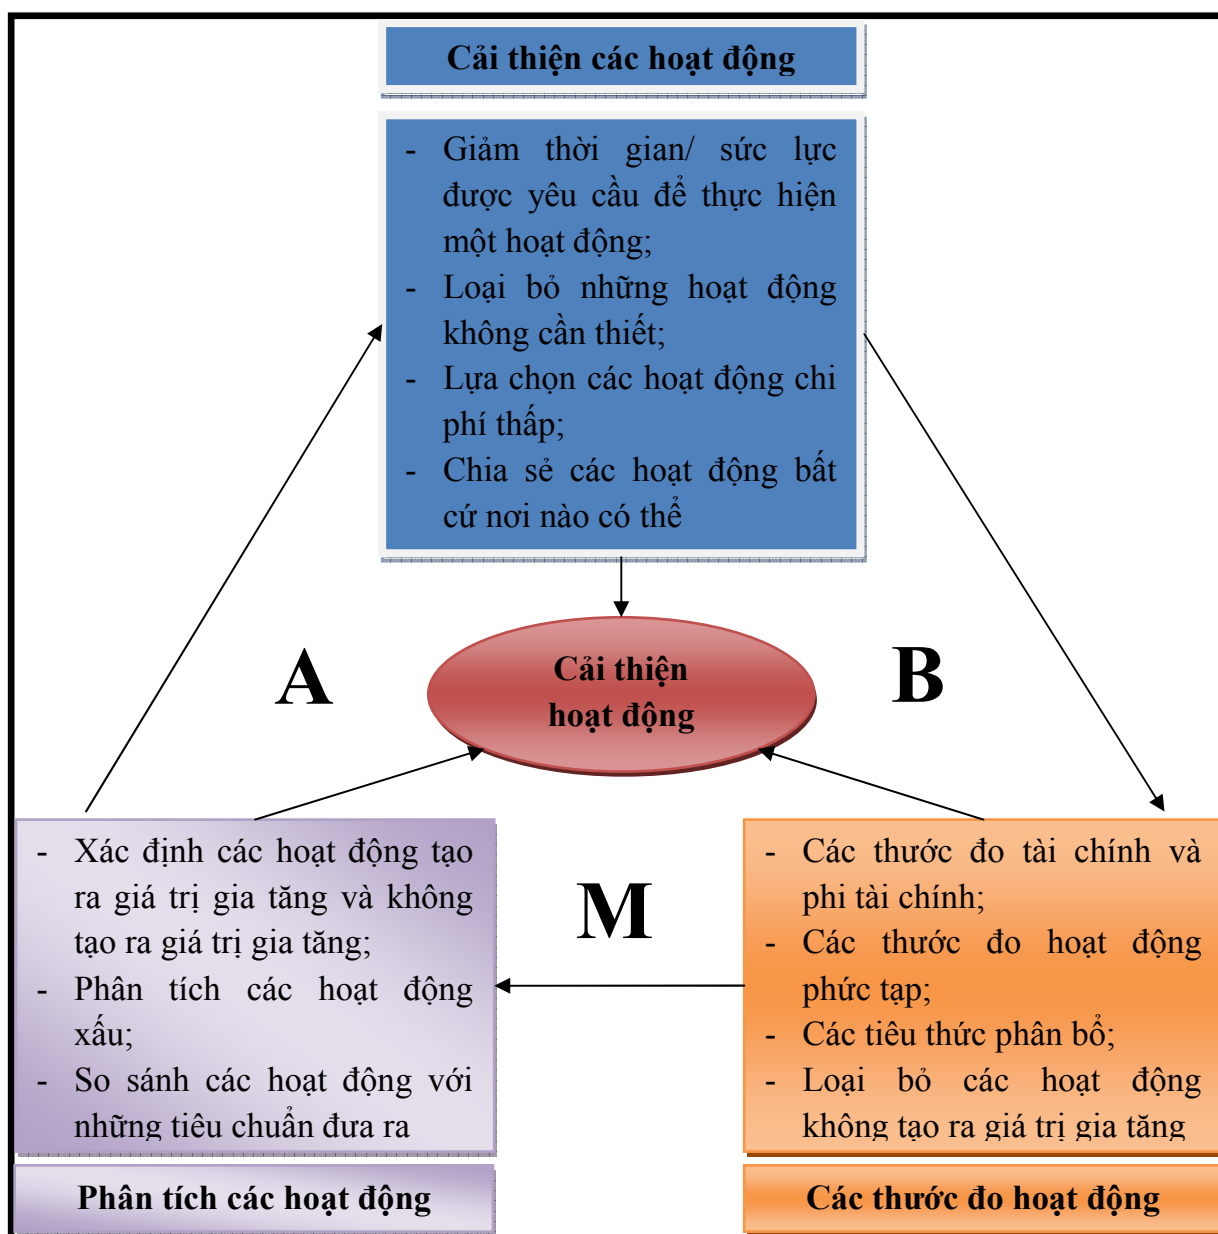 Cải thiện các hoạt động
- Giảm thời gian/ sức lực
được yêu cầu để thực hiện
một hoạt động;
- Loại bỏ những hoạt động
không cần thiết;
- Lựa chọn các hoạt động chi
phí thấp;
- Chia sẻ các hoạt động bất
cứ nơi nào có thể
A
Cải thiện
hoạt động
B
M
- Xác định các hoạt động tạo
ra giá trị gia tăng và không
tạo ra giá trị gia tăng;
- Phân tích các hoạt động
xấu;
- So sánh các hoạt động với
những tiêu chuẩn đưa ra
Phân tích các hoạt động
- Các thước đo tài chính và
phi tài chính;
- Các thước đo hoạt động
phức tạp;
- Các tiêu thức phân bổ;
- Loại bỏ các hoạt động
không tạo ra giá trị gia tăng
Các thước đo hoạt động